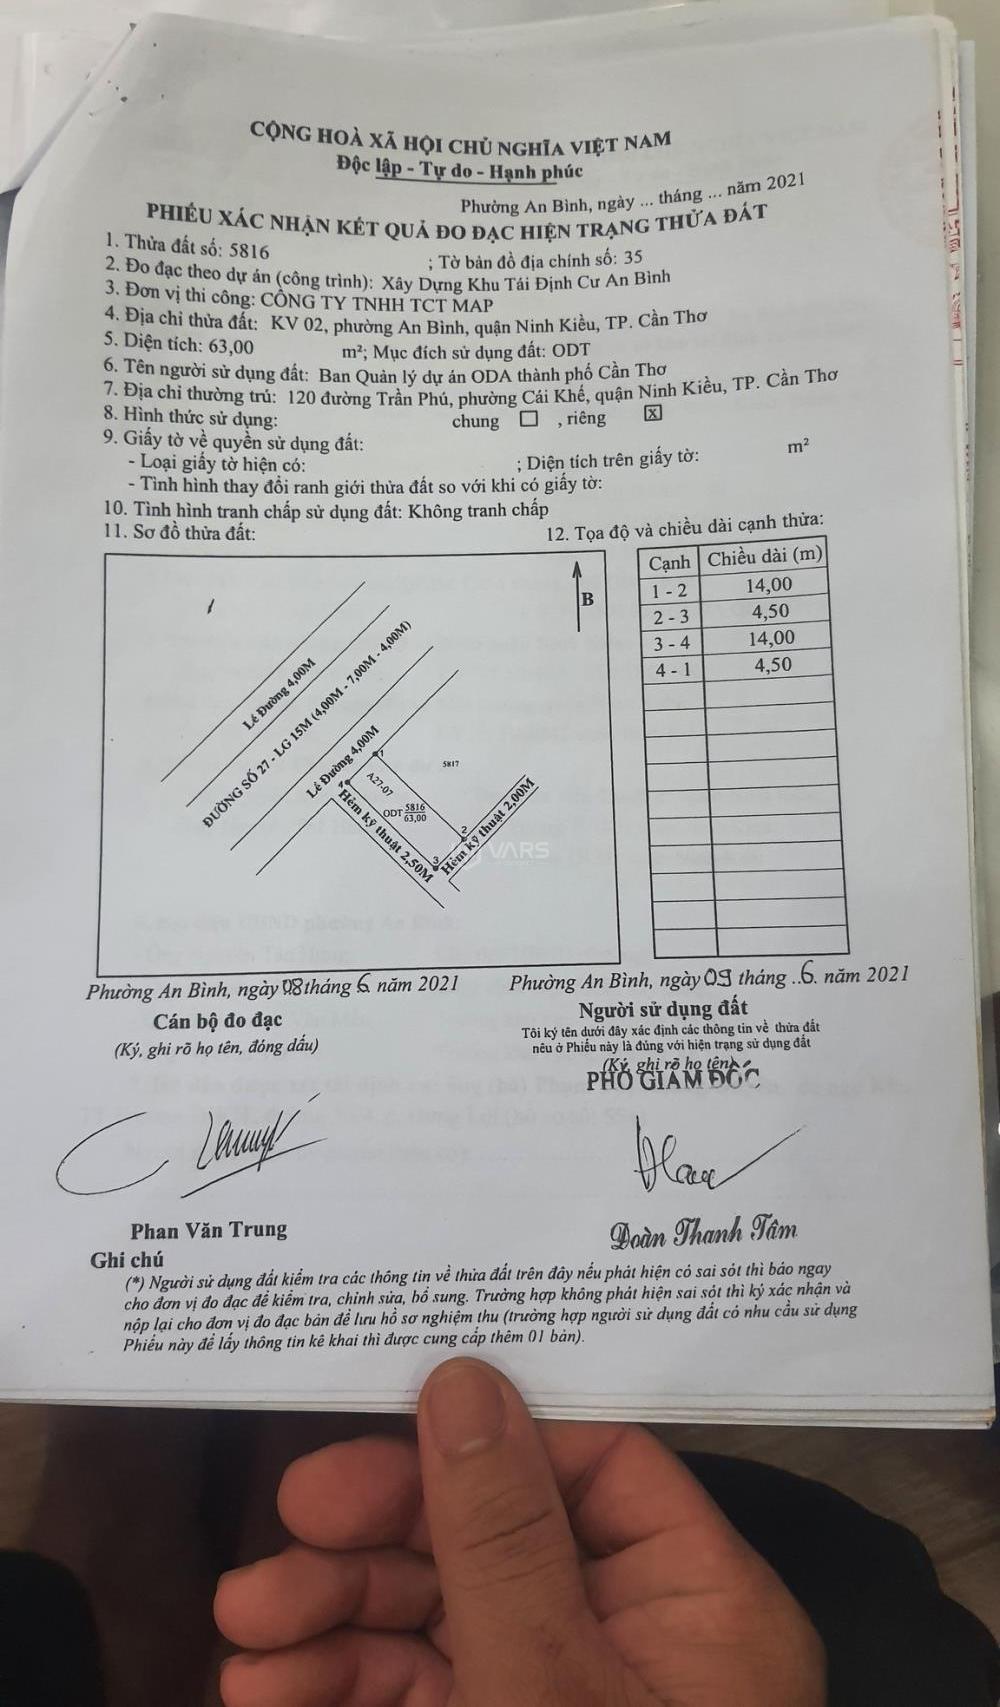 CỘNG HOÀ XÃ HỘI CHỦ NGHĨA VIỆT NAM
Độc lập - Tự do - Hạnh phúc
Phường An Bình, ngày ... tháng ... năm 2021
PHIẾU XÁC NHẬN KẾT QUẢ ĐO ĐẠC HIỆN TRẠNG THỬA ĐẤT
1. Thửa đất số: 5816 ; Tờ bản đồ địa chính số: 35
2. Đo đạc theo dự án (công trình): Xây Dựng Khu Tái Định Cư An Bình
3. Đơn vị thi công: CÔNG TY TNHH TCT MAP
4. Địa chỉ thửa đất: KV 02, phường An Bình, quận Ninh Kiều, TP. Cần Thơ
5. Diện tích: 63,00 m²; Mục đích sử dụng đất: ODT
6. Tên người sử dụng đất: Ban Quản lý dự án ODA thành phố Cần Thơ
7. Địa chỉ thường trú: 120 đường Trần Phú, phường Cái Khế, quận Ninh Kiều, TP. Cần Thơ
8. Hình thức sử dụng: chung ☐ , riêng ☒
9. Giấy tờ về quyền sử dụng đất:
- Loại giấy tờ hiện có: ; Diện tích trên giấy tờ: m²
- Tình hình thay đổi ranh giới thửa đất so với khi có giấy tờ:
10. Tình hình tranh chấp sử dụng đất: Không tranh chấp
11. Sơ đồ thửa đất:
12. Tọa độ và chiều dài cạnh thửa:
B
Lề Đường 4,00M
ĐƯỜNG SỐ 27 - LG 15M (4,00M - 7,00M - 4,00M)
Lề Đường 4,00M
1
5817
A27-07
4
ODT 5816
63,00
2
3
Hẻm kỹ thuật 2,50M
Hẻm kỹ thuật 2,00M
VARS
Cạnh Chiều dài (m)
1 - 2 14,00
2 - 3 4,50
3 - 4 14,00
4 - 1 4,50
Phường An Bình, ngày 08 tháng 6 năm 2021
Cán bộ đo đạc
(Ký, ghi rõ họ tên, đóng dấu)
Phan Văn Trung
Phường An Bình, ngày 09 tháng ..6. năm 2021
Người sử dụng đất
Tôi ký tên dưới đây xác định các thông tin về thửa đất
nêu ở Phiếu này là đúng với hiện trạng sử dụng đất
(Ký, ghi rõ họ tên)
PHÓ GIÁM ĐỐC
Đoàn Thanh Tâm
Ghi chú
(*) Người sử dụng đất kiểm tra các thông tin về thửa đất trên đây nếu phát hiện có sai sót thì báo ngay
cho đơn vị đo đạc để kiểm tra, chỉnh sửa, bổ sung. Trường hợp không phát hiện sai sót thì ký xác nhận và
nộp lại cho đơn vị đo đạc bản để lưu hồ sơ nghiệm thu (trường hợp người sử dụng đất có nhu cầu sử dụng
Phiếu này để lấy thông tin kê khai thì được cung cấp thêm 01 bản).